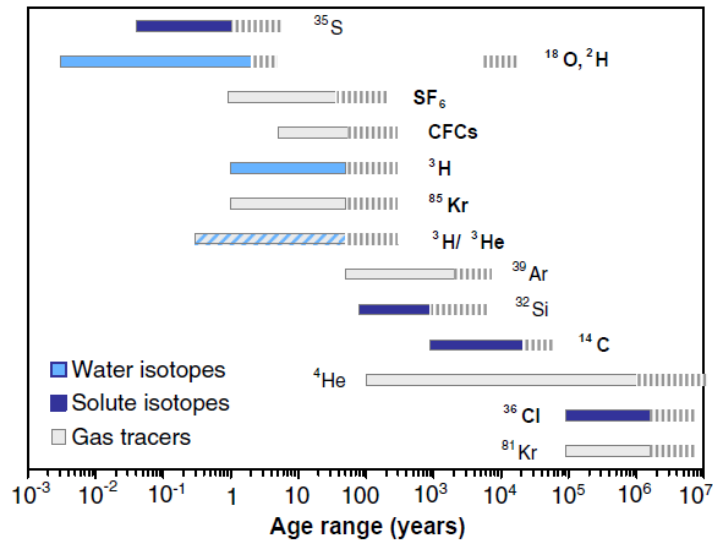 ³⁵S
¹⁸O, ²H
SF₆
CFCs
³H
⁸⁵Kr
³H/ ³He
³⁹Ar
³²Si
¹⁴C
⁴He
³⁶Cl
⁸¹Kr
Water isotopes
Solute isotopes
Gas tracers
10⁻³ 10⁻² 10⁻¹ 1 10 100 10³ 10⁴ 10⁵ 10⁶ 10⁷
Age range (years)